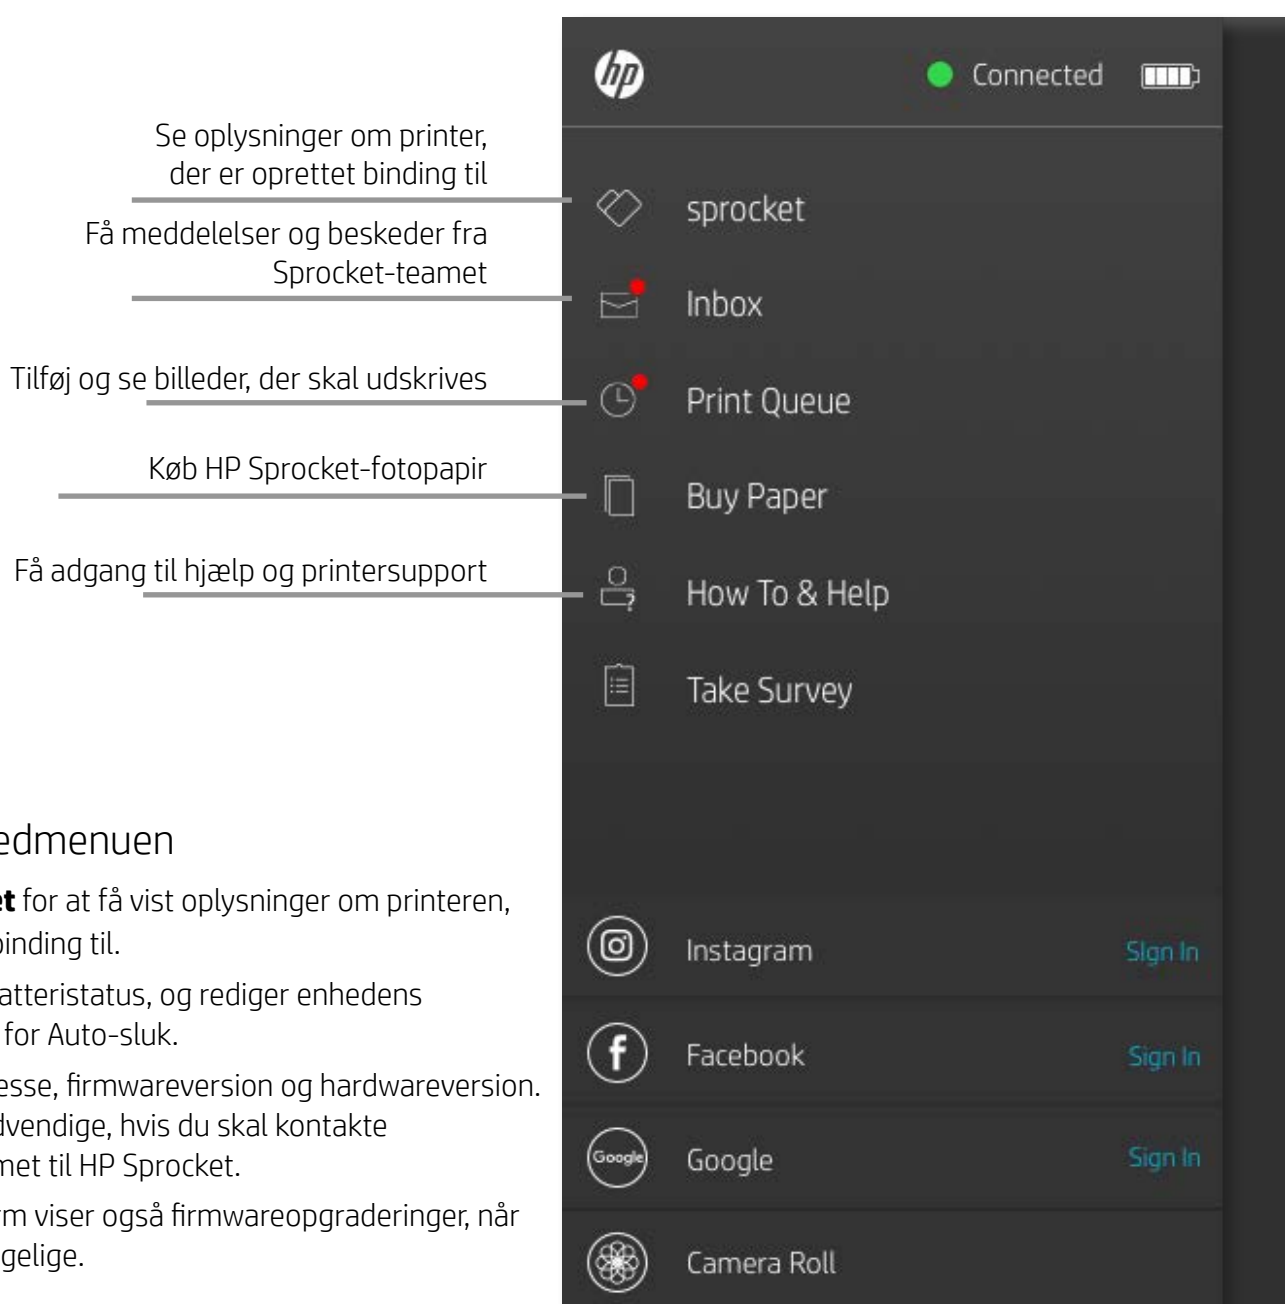 hp
Connected
Se oplysninger om printer,
der er oprettet binding til
sprocket
Få meddelelser og beskeder fra
Sprocket-teamet
Inbox
Tilføj og se billeder, der skal udskrives
Print Queue
Køb HP Sprocket-fotopapir
Buy Paper
Få adgang til hjælp og printersupport
How To & Help
Take Survey
edmenuen
et for at få vist oplysninger om printeren,
binding til.
atteristatus, og rediger enhedens
for Auto-sluk.
esse, firmwareversion og hardwareversion.
dvendige, hvis du skal kontakte
met til HP Sprocket.
rm viser også firmwareopgraderinger, når
gelige.
Instagram
SIgn In
Facebook
Sign In
Google
Google
Sign In
Camera Roll